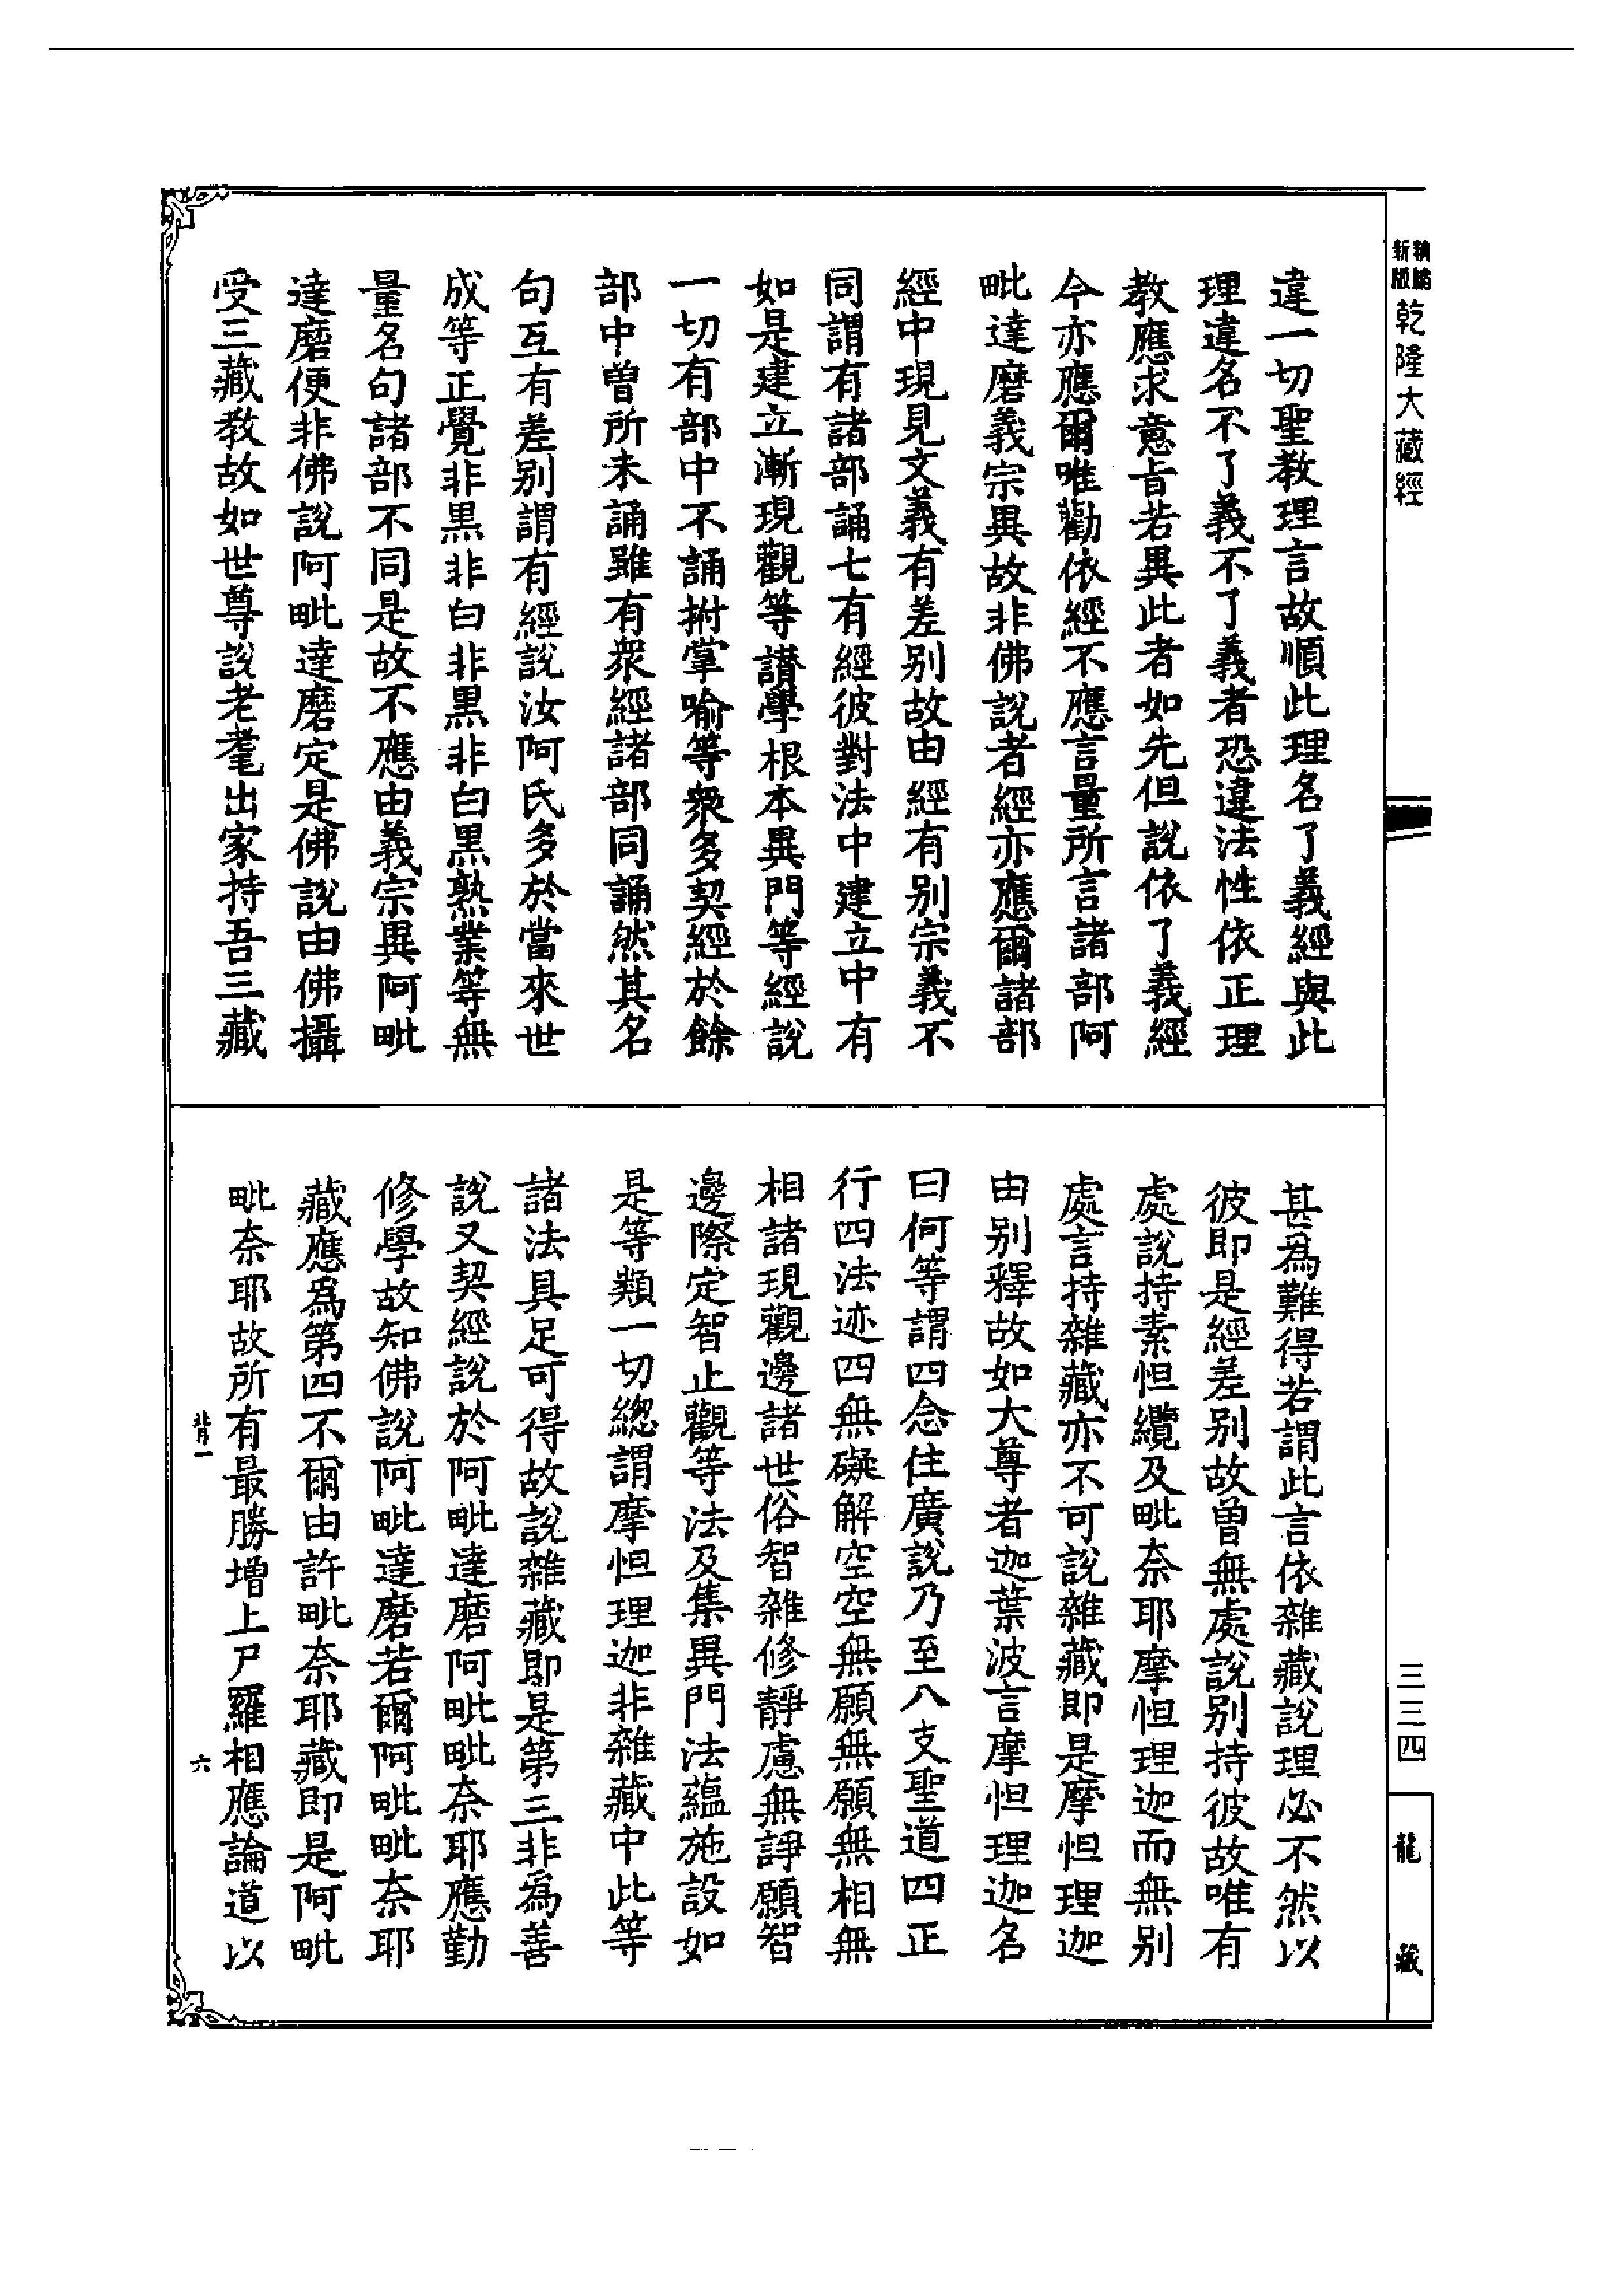 新版
乾隆大藏經
違一切聖教理言故順此理名了義經與此
理違名不了義不了義者恐違法性依正理
教應求意旨若異此者如先但說依了義經
今亦應爾唯勸依經不應言量所言諸部阿
毗達磨義宗異故非佛說者經亦應爾諸部
經中現見文義有差別故由經有別宗義不
同謂有諸部誦七有經彼對法中建立中有
如是建立漸現觀等讚學根本異門等經說
一切有部中不誦拊掌喻等衆多契經於餘
部中曾所未誦雖有衆經諸部同誦然其名
句互有差別謂有經說汝阿氏多於當來世
成等正覺非黑非白非黑非白黑熟業等無
量名句諸部不同是故不應由義宗異阿毗
達磨便非佛說阿毗達磨定是佛說由佛攝
受三藏教故如世尊說老耄出家持吾三藏
甚爲難得若謂此言依雜藏說理必不然以
彼即是經差別故曾無處說別持彼故唯有
處說持素怛纜及毗奈耶摩怛理迦而無別
處言持雜藏亦不可說雜藏即是摩怛理迦
由別釋故如大尊者迦葉波言摩怛理迦名
曰何等謂四念住廣說乃至八支聖道四正
行四法迹四無礙解空空無願無願無相無
相諸現觀邊諸世俗智雜修靜慮無諍願智
邊際定智止觀等法及集異門法蘊施設如
是等類一切總謂摩怛理迦非雜藏中此等
諸法具足可得故說雜藏即是第三非爲善
說又契經說於阿毗達磨阿毗毗奈耶應勤
修學故知佛說阿毗達磨若爾阿毗毗奈耶
藏應爲第四不爾由許毗奈耶藏即是阿毗
毗奈耶故所有最勝增上尸羅相應論道以
背一
六
三三四
龍藏